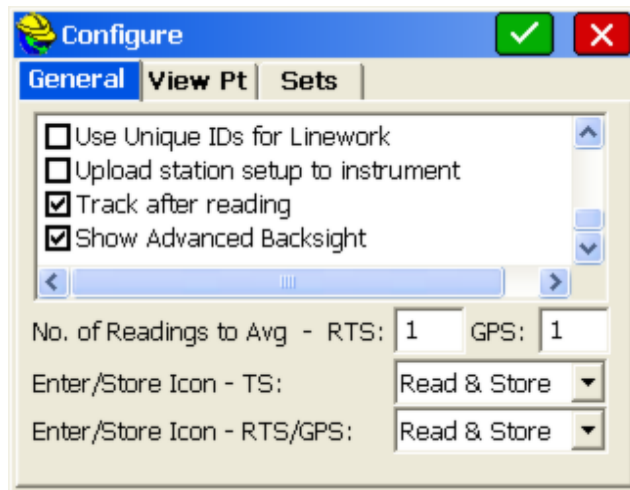 Configure
General View Pt Sets
Use Unique IDs for Linework
Upload station setup to instrument
Track after reading
Show Advanced Backsight
No. of Readings to Avg - RTS: 1 GPS: 1
Enter/Store Icon - TS: Read & Store
Enter/Store Icon - RTS/GPS: Read & Store